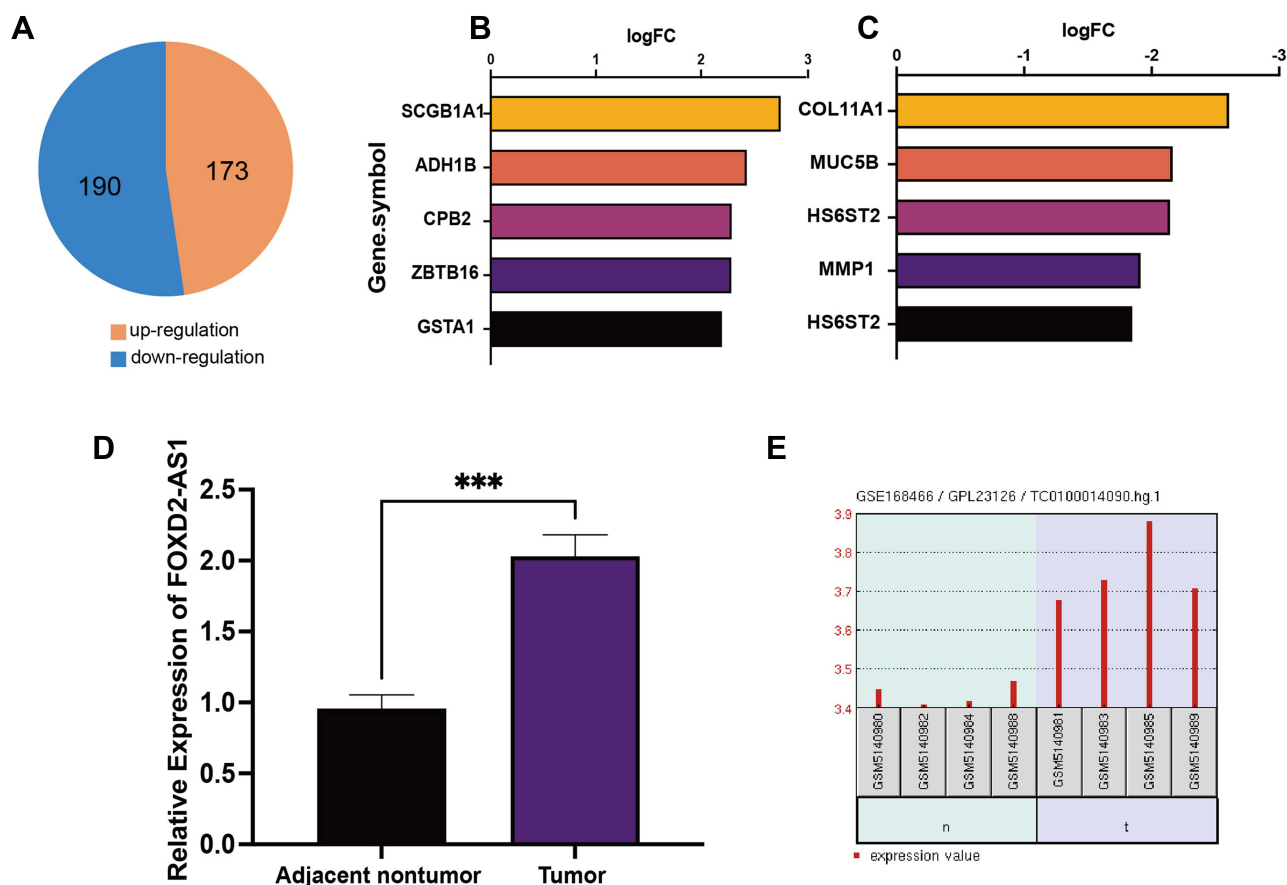 A
190
173
up-regulation
down-regulation
B
logFC
0 1 2 3
Gene.symbol
SCGB1A1
ADH1B
CPB2
ZBTB16
GSTA1
C
logFC
0 -1 -2 -3
COL11A1
MUC5B
HS6ST2
MMP1
HS6ST2
D
Relative Expression of FOXD2-AS1
2.5
2.0
1.5
1.0
0.5
0.0
***
Adjacent nontumor Tumor
E
GSE168466 / GPL23126 / TC0100014090.hg.1
3.9
3.8
3.7
3.6
3.5
3.4
GSM5140980
GSM5140982
GSM5140984
GSM5140988
GSM5140981
GSM5140983
GSM5140985
GSM5140989
n t
expression value